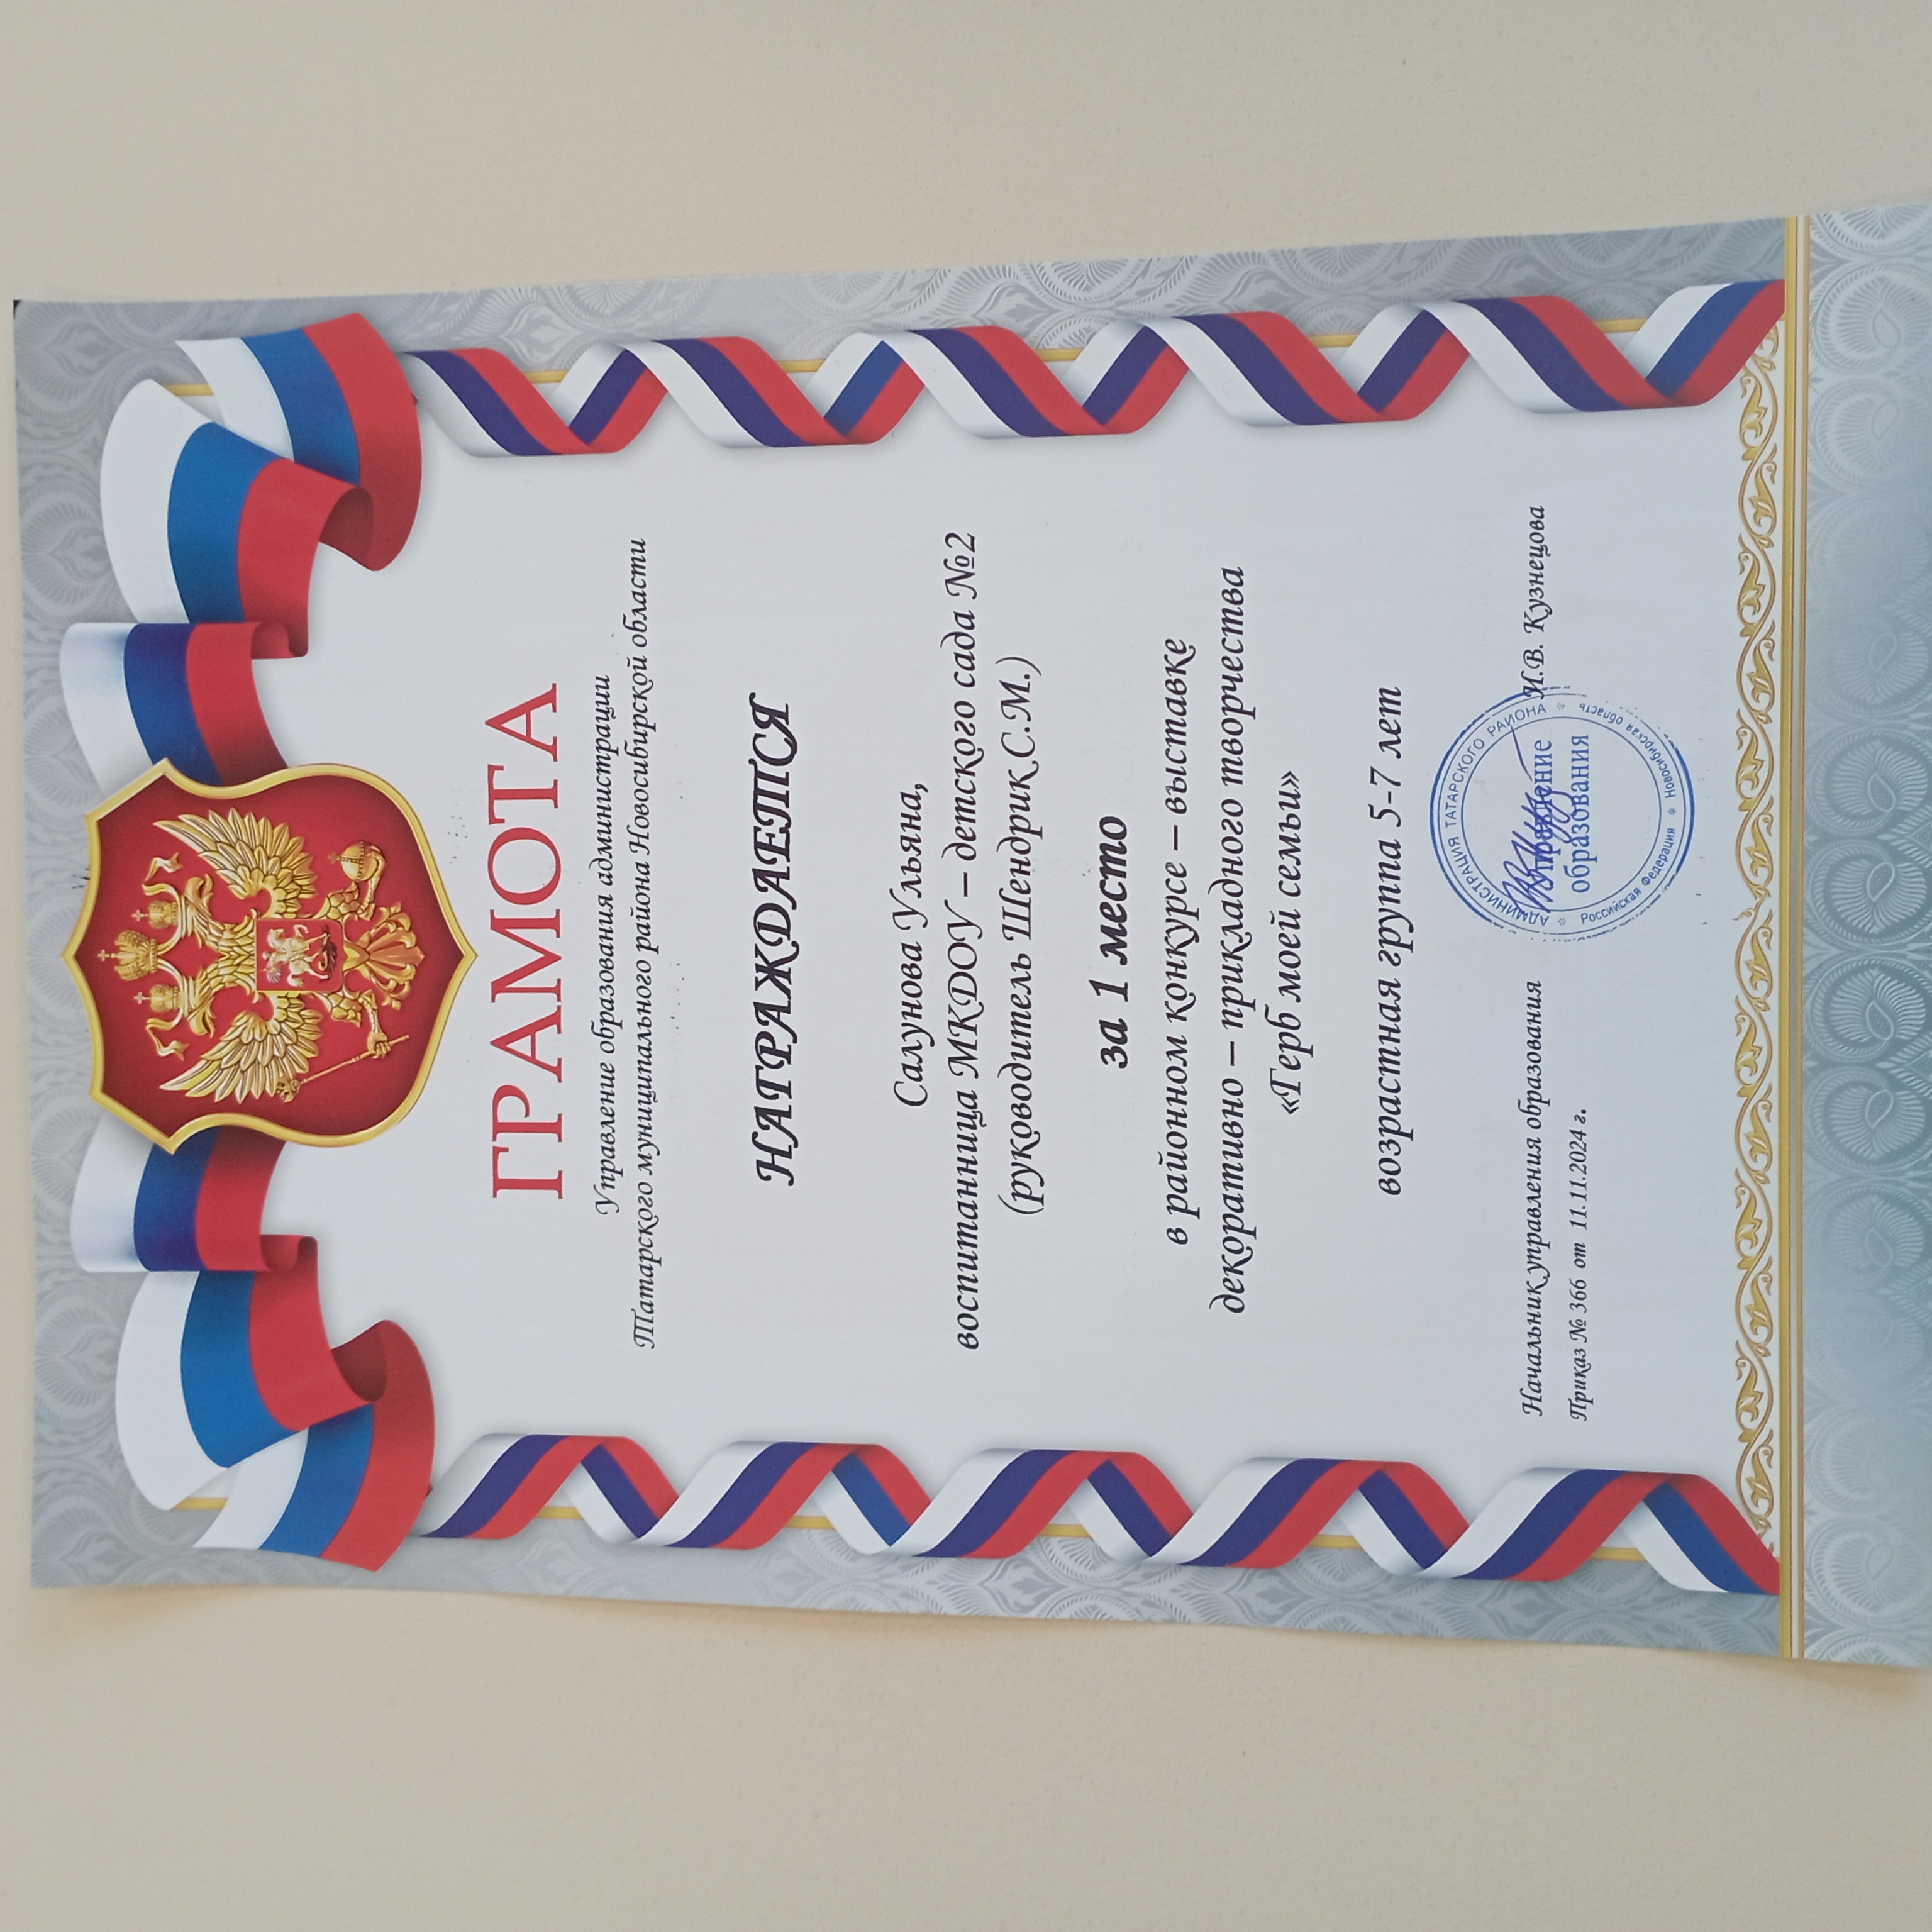 ГРАМОТА
Управление образования администрации
Татарского муниципального района Новосибирской области
НАГРАЖДАЕТСЯ
Салунова Ульяна,
воспитанница МКДОУ – детского сада №2
(руководитель Шендрик С.М.)
за 1 место
в районном конкурсе – выставке
декоративно – прикладного творчества
«Герб моей семьи»
возрастная группа 5-7 лет
Начальник управления образования И.В. Кузнецова
Приказ № 366 от 11.11.2024 г.
АДМИНИСТРАЦИЯ ТАТАРСКОГО РАЙОНА
Российская Федерация * Новосибирская область
Управление
образования